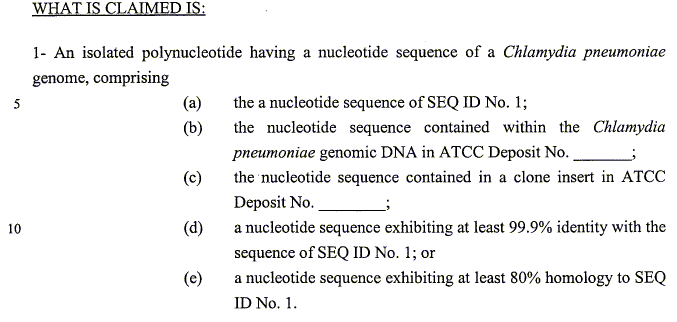 WHAT IS CLAIMED IS:
1- An isolated polynucleotide having a nucleotide sequence of a Chlamydia pneumoniae
genome, comprising
5 (a) the a nucleotide sequence of SEQ ID No. 1;
(b) the nucleotide sequence contained within the Chlamydia
pneumoniae genomic DNA in ATCC Deposit No. ________;
(c) the nucleotide sequence contained in a clone insert in ATCC
Deposit No. ________;
10 (d) a nucleotide sequence exhibiting at least 99.9% identity with the
sequence of SEQ ID No. 1; or
(e) a nucleotide sequence exhibiting at least 80% homology to SEQ
ID No. 1.